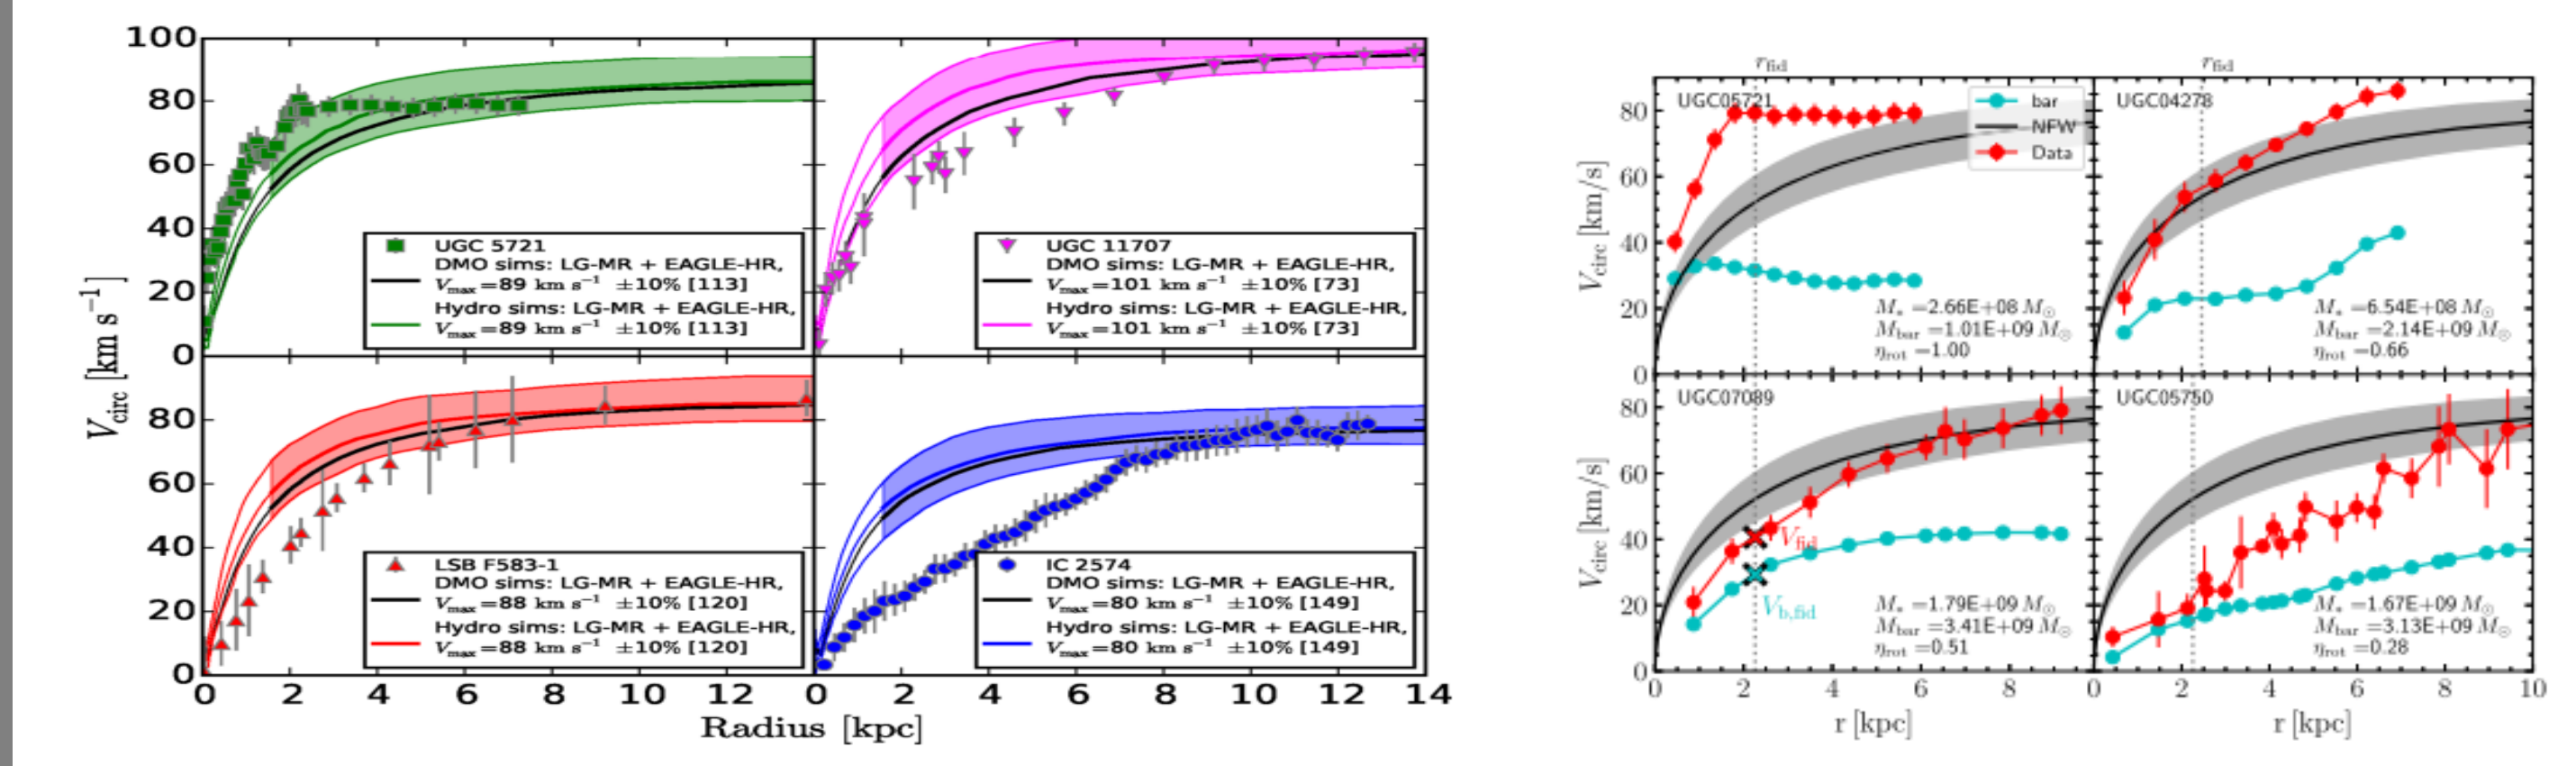 100
80
60
40
20
0
UGC 5721
DMO sims: LG-MR + EAGLE-HR,
V_max=89 km s⁻¹ ±10% [113]
Hydro sims: LG-MR + EAGLE-HR,
V_max=89 km s⁻¹ ±10% [113]
UGC 11707
DMO sims: LG-MR + EAGLE-HR,
V_max=101 km s⁻¹ ±10% [73]
Hydro sims: LG-MR + EAGLE-HR,
V_max=101 km s⁻¹ ±10% [73]
V_circ [km s⁻¹]
80
60
40
20
0
LSB F583-1
DMO sims: LG-MR + EAGLE-HR,
V_max=88 km s⁻¹ ±10% [120]
Hydro sims: LG-MR + EAGLE-HR,
V_max=88 km s⁻¹ ±10% [120]
IC 2574
DMO sims: LG-MR + EAGLE-HR,
V_max=80 km s⁻¹ ±10% [149]
Hydro sims: LG-MR + EAGLE-HR,
V_max=80 km s⁻¹ ±10% [149]
0 2 4 6 8 10 12 0 2 4 6 8 10 12 14
Radius [kpc]
r_fid r_fid
V_circ [km/s]
80
60
40
20
0
UGC05721
bar
NFW
Data
M_* =2.66E+08 M_⊙
M_bar =1.01E+09 M_⊙
η_rot =1.00
UGC04278
M_* =6.54E+08 M_⊙
M_bar =2.14E+09 M_⊙
η_rot =0.66
V_circ [km/s]
80
60
40
20
0
UGC07089
V_fid
V_b,fid
M_* =1.79E+09 M_⊙
M_bar =3.41E+09 M_⊙
η_rot =0.51
UGC05750
M_* =1.67E+09 M_⊙
M_bar =3.13E+09 M_⊙
η_rot =0.28
0 2 4 6 8 0 2 4 6 8 10
r [kpc] r [kpc]